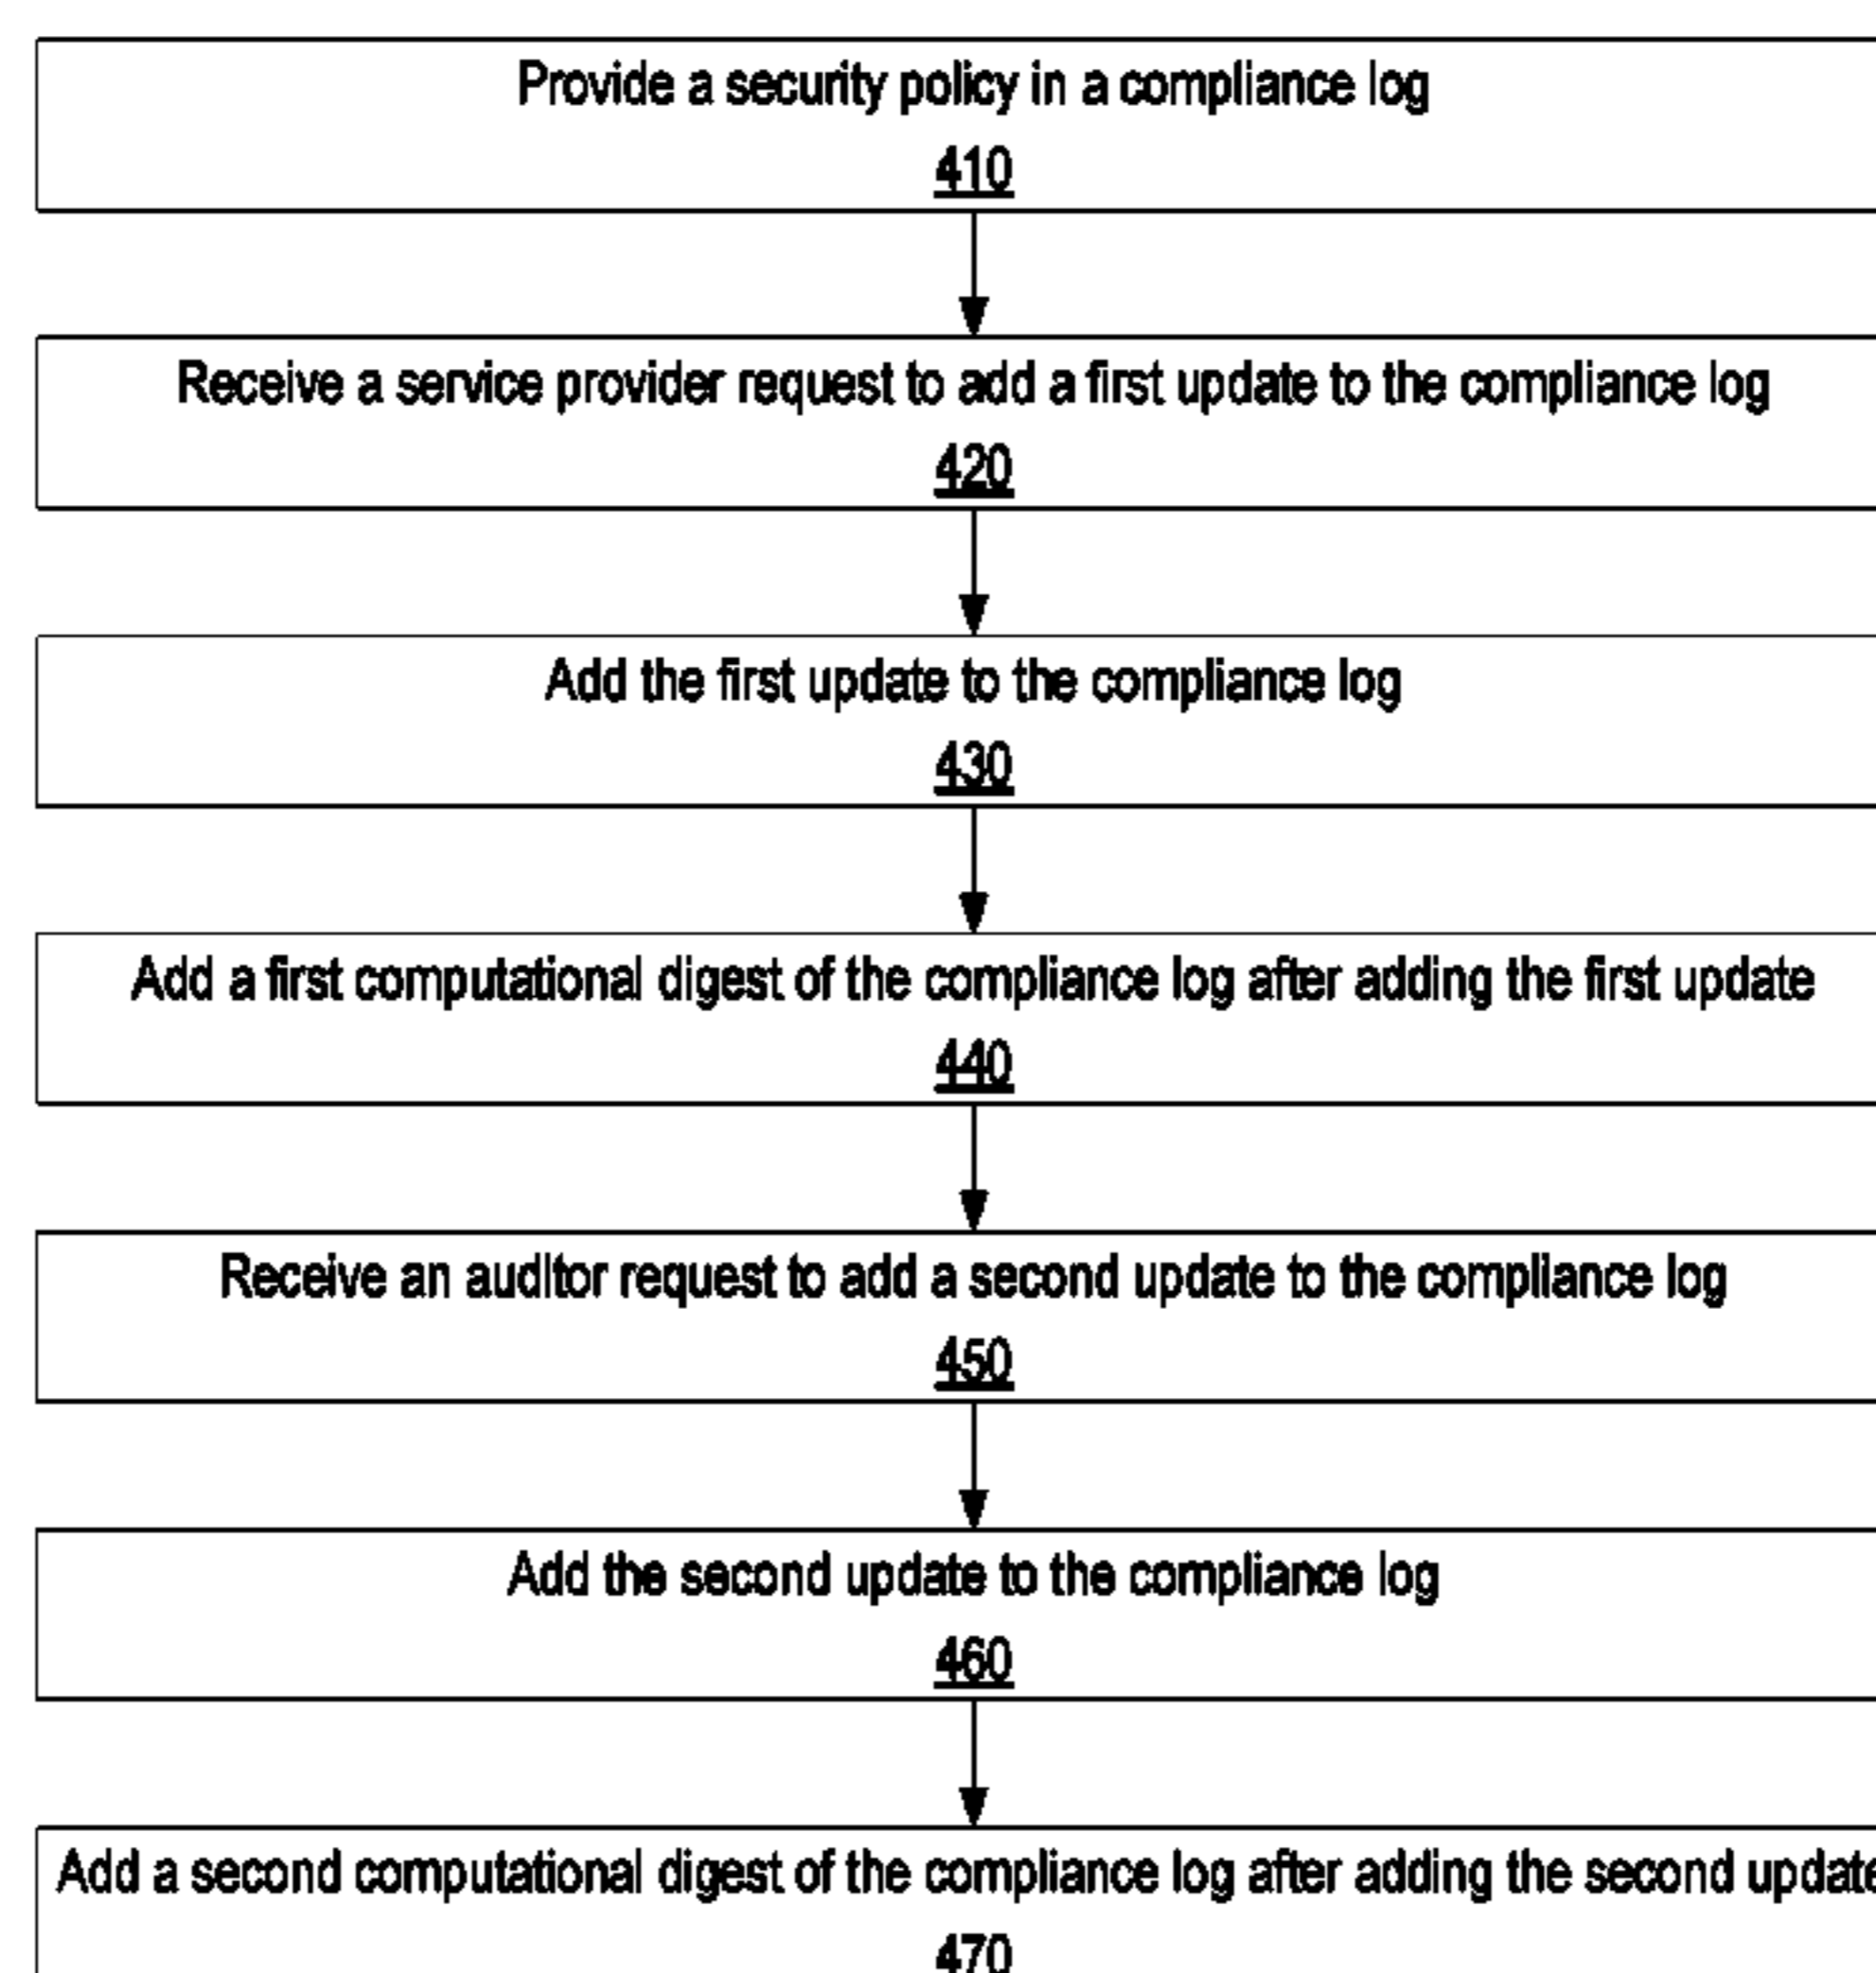 Provide a security policy in a compliance log
410
Receive a service provider request to add a first update to the compliance log
420
Add the first update to the compliance log
430
Add a first computational digest of the compliance log after adding the first update
440
Receive an auditor request to add a second update to the compliance log
450
Add the second update to the compliance log
460
Add a second computational digest of the compliance log after adding the second update
470